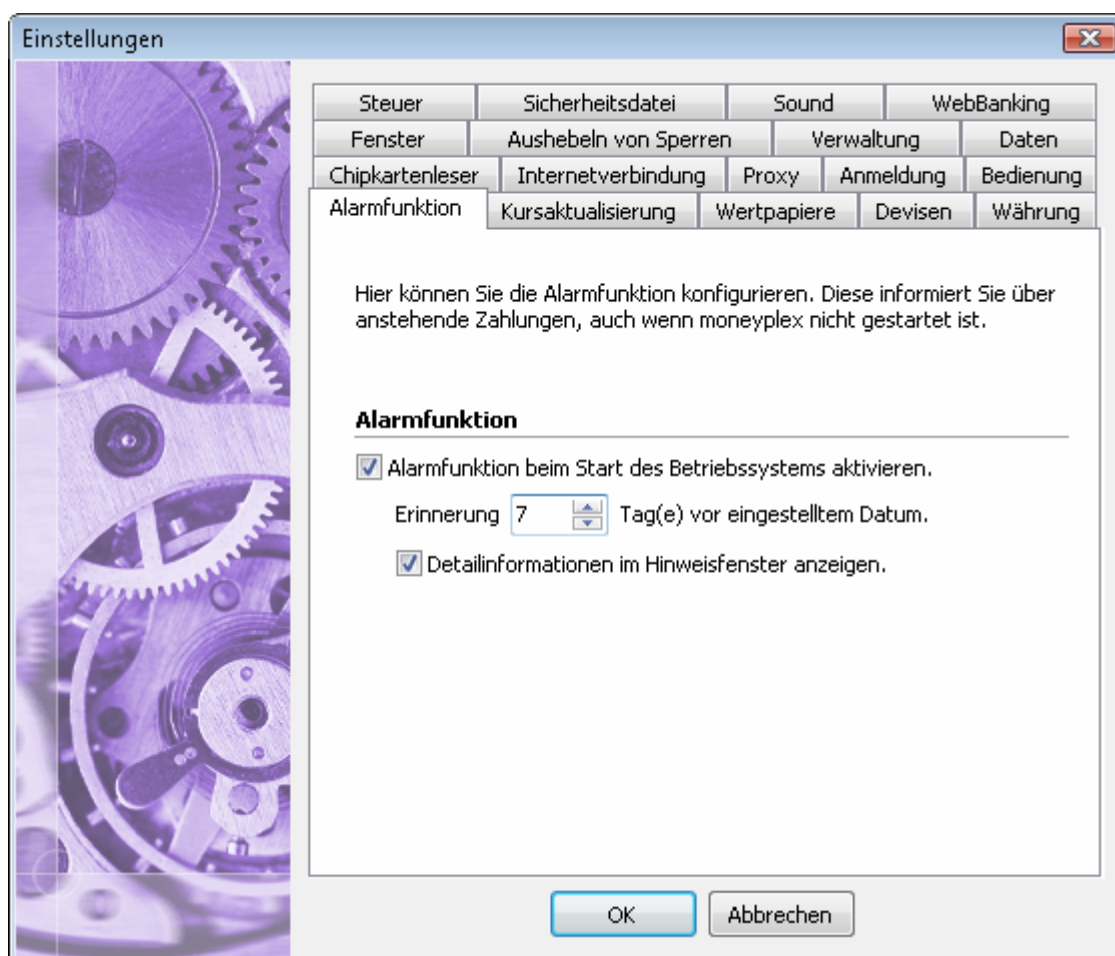 Einstellungen
Steuer Sicherheitsdatei Sound WebBanking
Fenster Aushebeln von Sperren Verwaltung Daten
Chipkartenleser Internetverbindung Proxy Anmeldung Bedienung
Alarmfunktion Kursaktualisierung Wertpapiere Devisen Währung
Hier können Sie die Alarmfunktion konfigurieren. Diese informiert Sie über
anstehende Zahlungen, auch wenn moneyplex nicht gestartet ist.
Alarmfunktion
Alarmfunktion beim Start des Betriebssystems aktivieren.
Erinnerung 7 Tag(e) vor eingestelltem Datum.
Detailinformationen im Hinweisfenster anzeigen.
OK Abbrechen